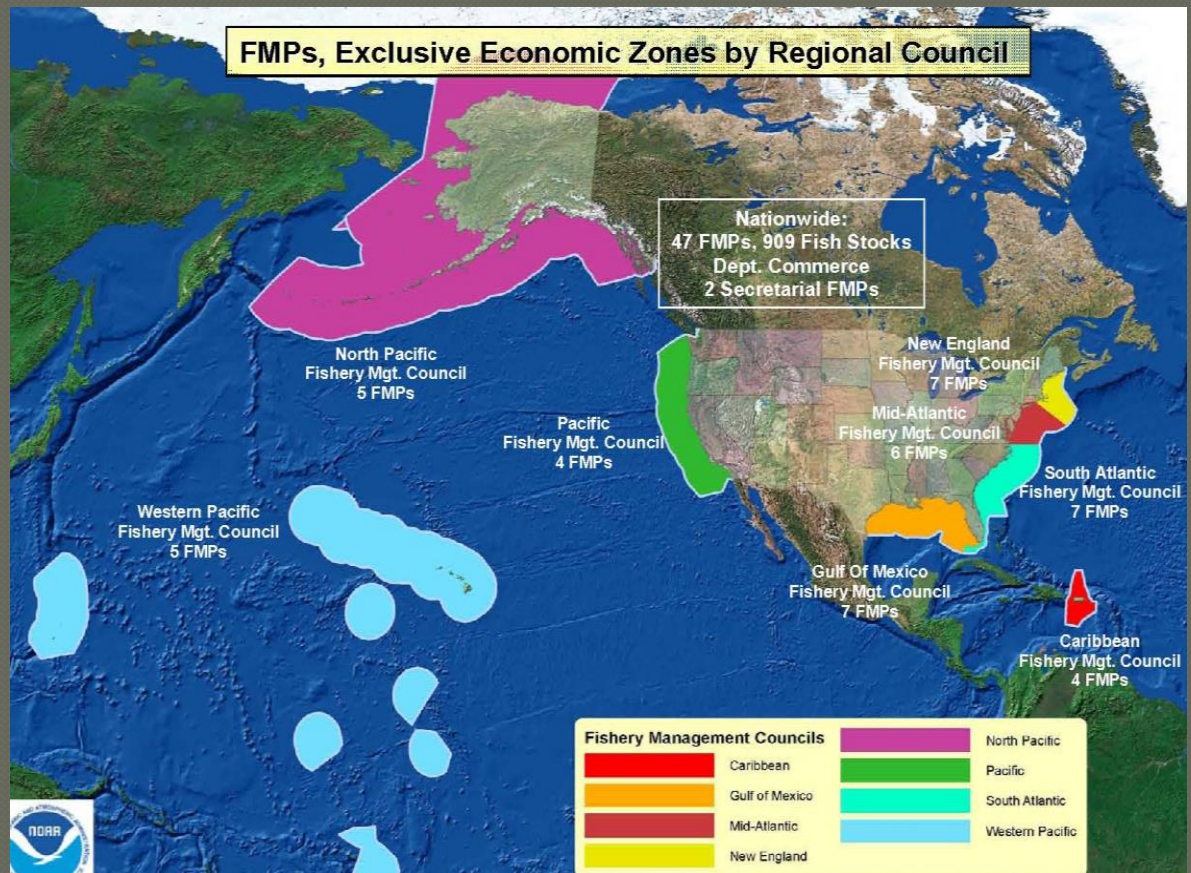 FMPs, Exclusive Economic Zones by Regional Council
Nationwide:
47 FMPs, 909 Fish Stocks
Dept. Commerce
2 Secretarial FMPs
North Pacific
Fishery Mgt. Council
5 FMPs
New England
Fishery Mgt. Council
7 FMPs
Pacific
Fishery Mgt. Council
4 FMPs
Mid-Atlantic
Fishery Mgt. Council
6 FMPs
South Atlantic
Fishery Mgt. Council
7 FMPs
Western Pacific
Fishery Mgt. Council
5 FMPs
Gulf Of Mexico
Fishery Mgt. Council
7 FMPs
Caribbean
Fishery Mgt. Council
4 FMPs
Fishery Management Councils
Caribbean
Gulf of Mexico
Mid-Atlantic
New England
North Pacific
Pacific
South Atlantic
Western Pacific
NOAA